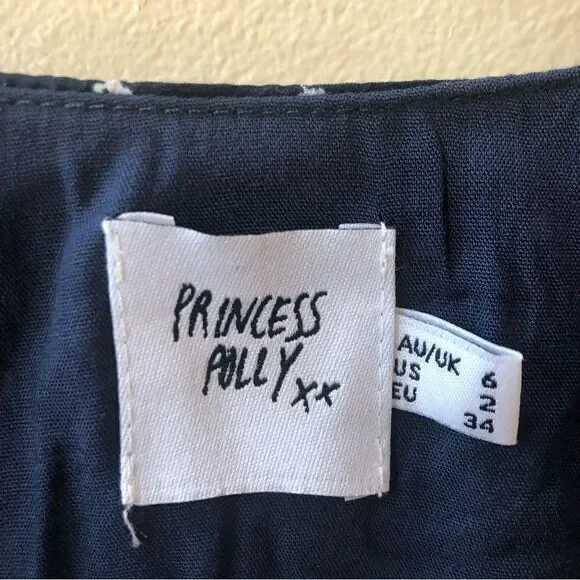 PRINCESS
POLLY xx
AU/UK 6
US 2
EU 34